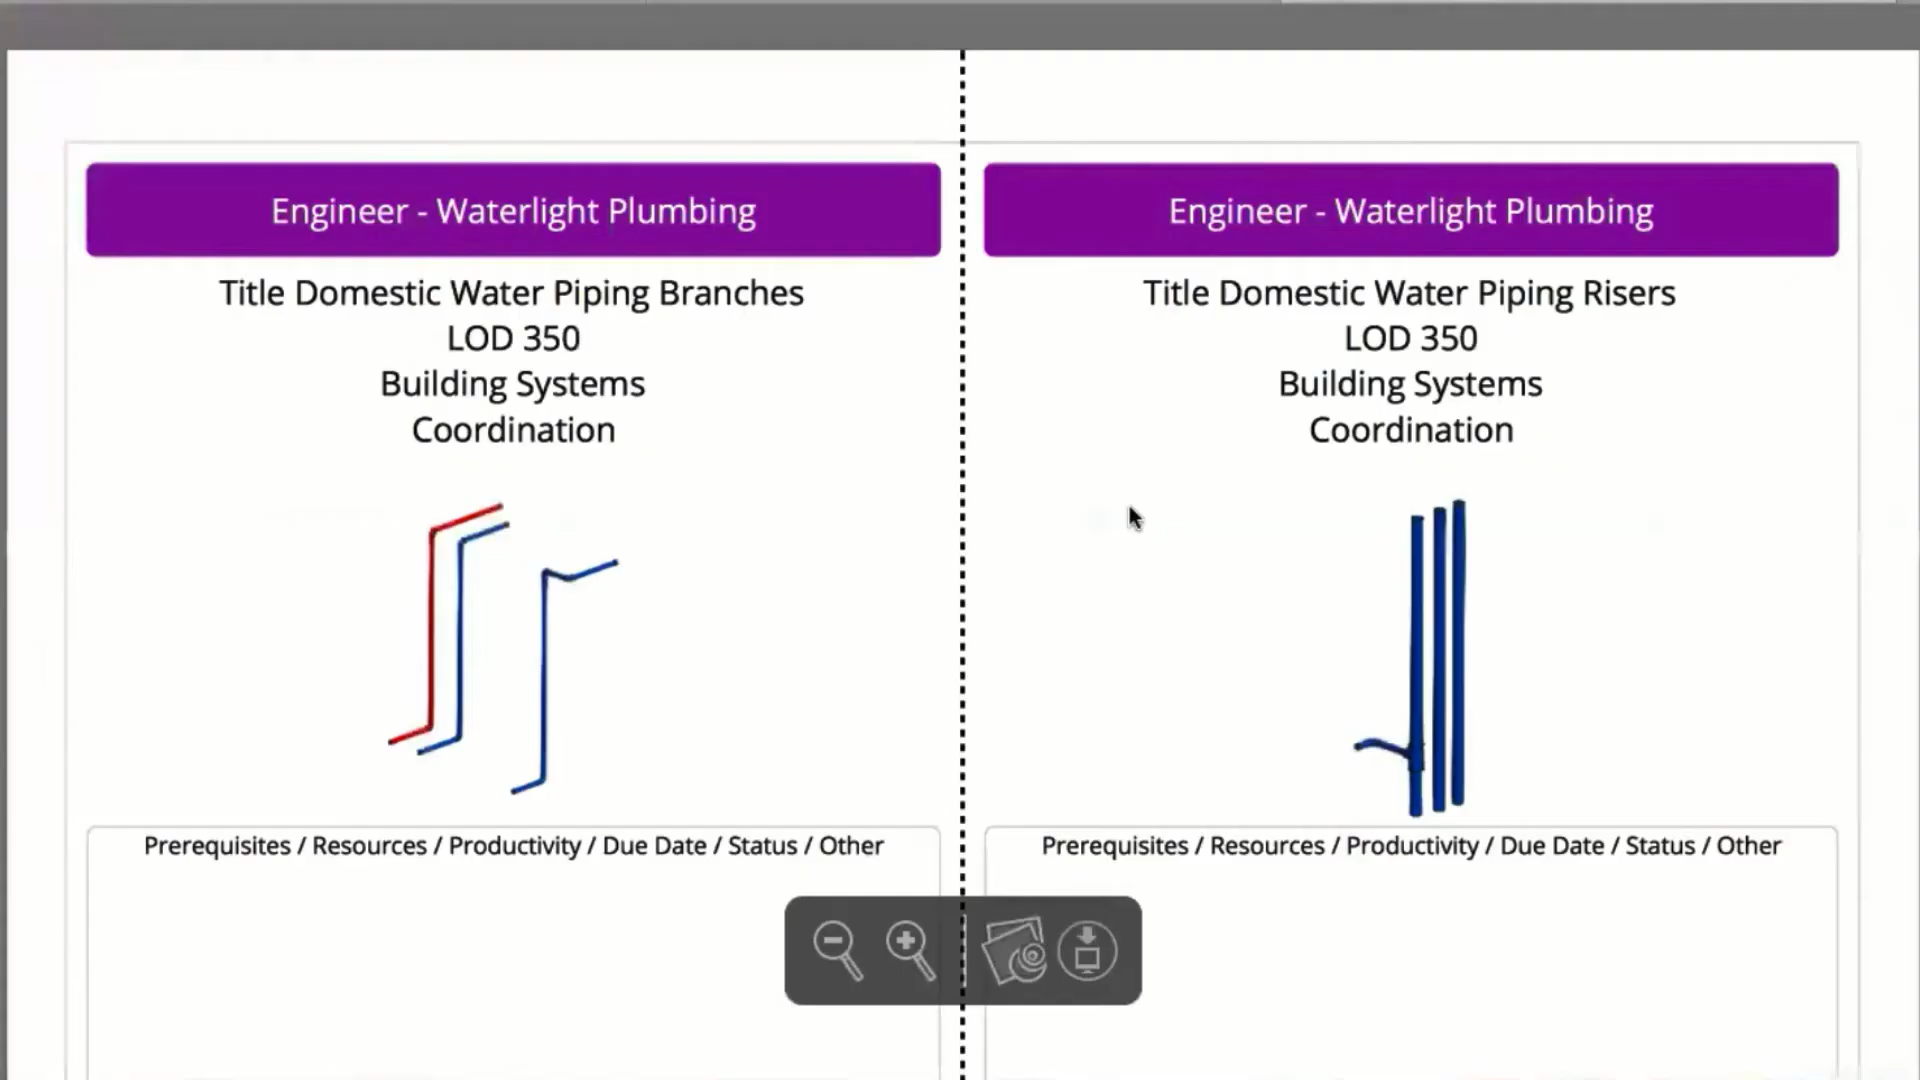 Engineer - Waterlight Plumbing
Title Domestic Water Piping Branches
LOD 350
Building Systems
Coordination
Prerequisites / Resources / Productivity / Due Date / Status / Other
Engineer - Waterlight Plumbing
Title Domestic Water Piping Risers
LOD 350
Building Systems
Coordination
Prerequisites / Resources / Productivity / Due Date / Status / Other